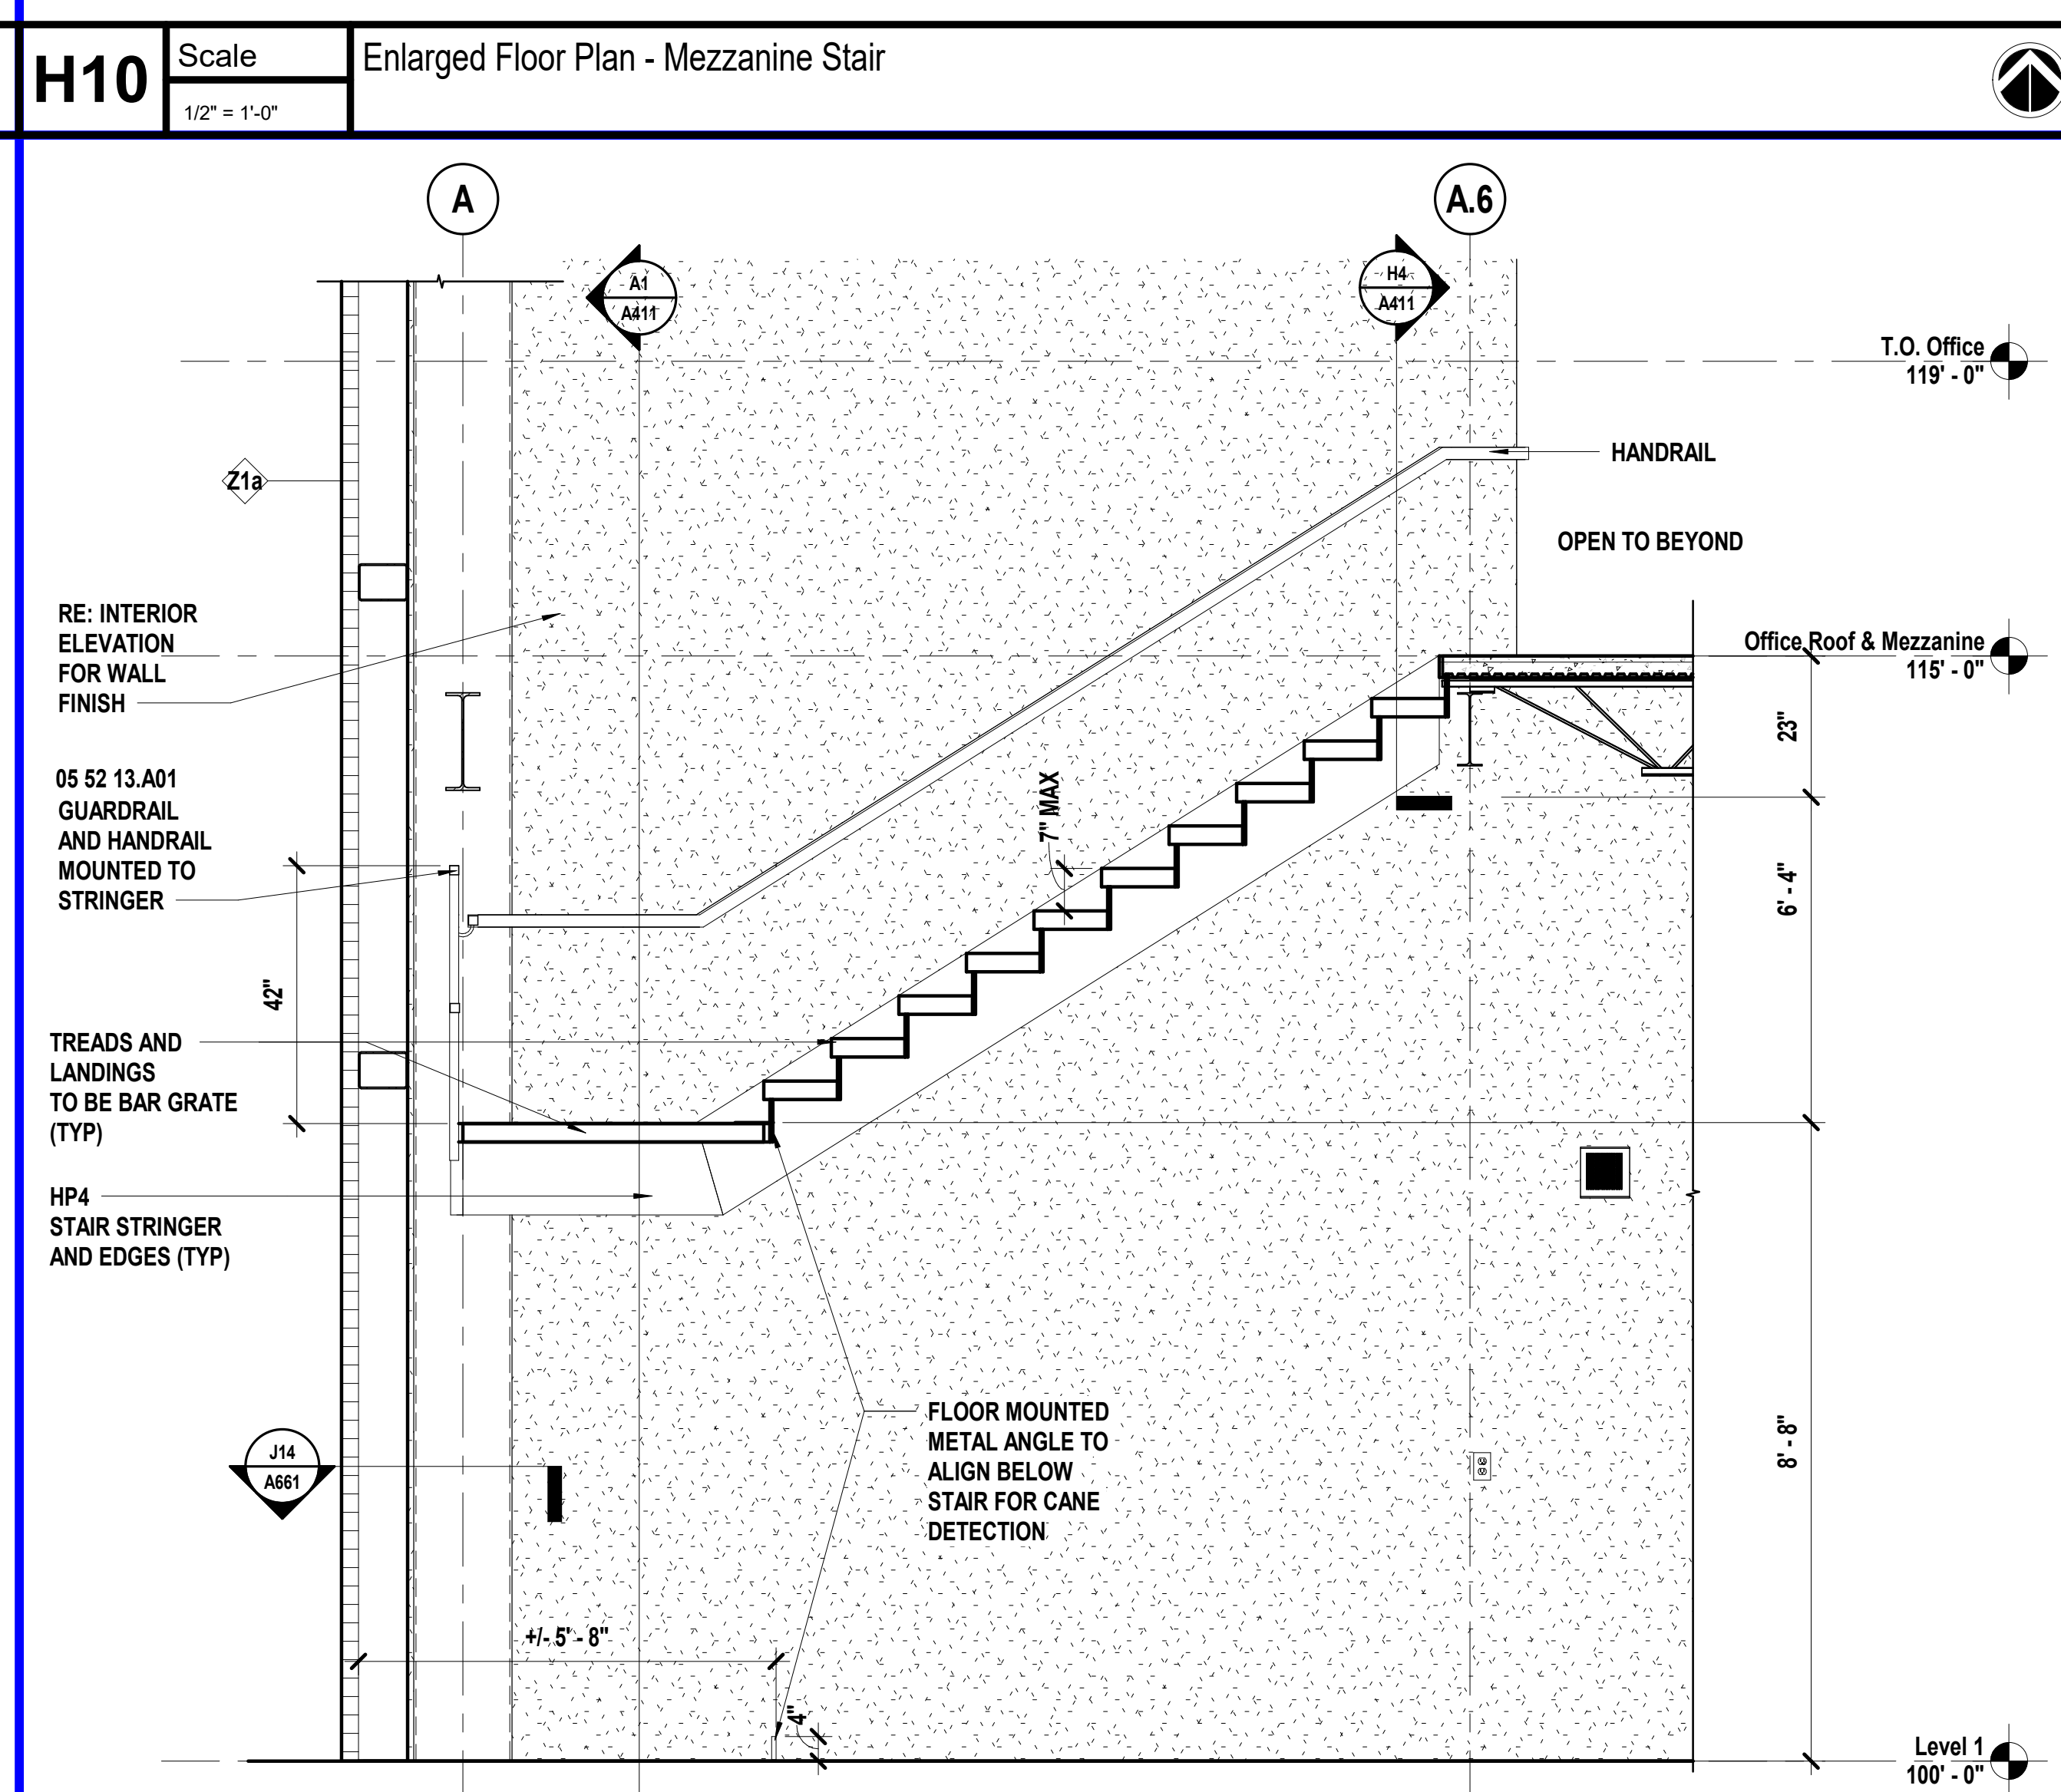 H10
Scale
1/2" = 1'-0"
Enlarged Floor Plan - Mezzanine Stair
A
A.6
A1
A411
H4
A411
T.O. Office
119' - 0"
Z1a
HANDRAIL
OPEN TO BEYOND
RE: INTERIOR
ELEVATION
FOR WALL
FINISH
Office Roof & Mezzanine
115' - 0"
23"
05 52 13.A01
GUARDRAIL
AND HANDRAIL
MOUNTED TO
STRINGER
7" MAX
6' - 4"
42"
TREADS AND
LANDINGS
TO BE BAR GRATE
(TYP)
HP4
STAIR STRINGER
AND EDGES (TYP)
FLOOR MOUNTED
METAL ANGLE TO
ALIGN BELOW
STAIR FOR CANE
DETECTION
8' - 8"
J14
A661
+/- 5' - 8"
4"
Level 1
100' - 0"